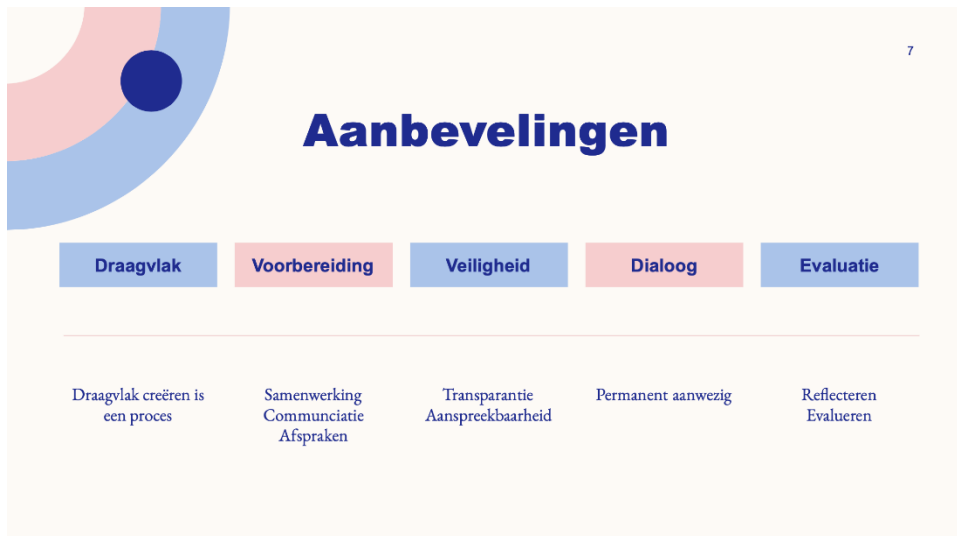 7
Aanbevelingen
Draagvlak
Voorbereiding
Veiligheid
Dialoog
Evaluatie
Draagvlak creëren is
een proces
Samenwerking
Communciatie
Afspraken
Transparantie
Aanspreekbaarheid
Permanent aanwezig
Reflecteren
Evalueren